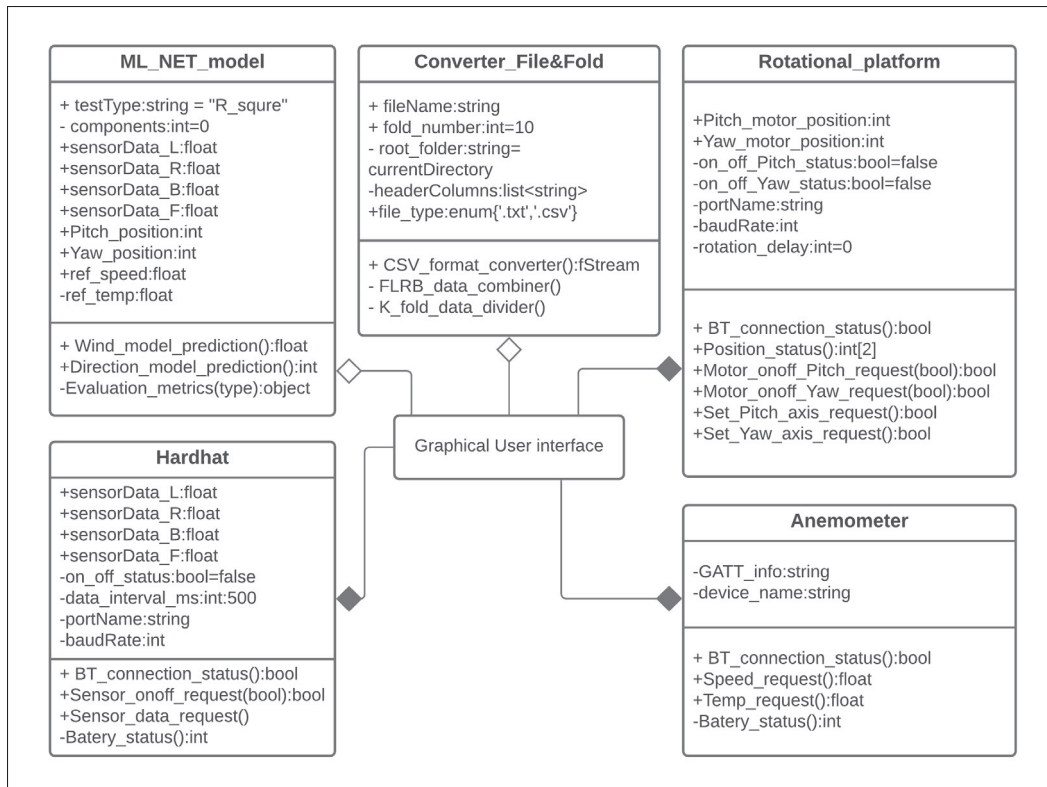 ML_NET_model
+ testType:string = "R_squre"
- components:int=0
+sensorData_L:float
+sensorData_R:float
+sensorData_B:float
+sensorData_F:float
+Pitch_position:int
+Yaw_position:int
+ref_speed:float
-ref_temp:float
+ Wind_model_prediction():float
+Direction_model_prediction():int
-Evaluation_metrics(type):object
Converter_File&Fold
+ fileName:string
+ fold_number:int=10
- root_folder:string=
currentDirectory
-headerColumns:list<string>
+file_type:enum{'.txt','.csv'}
+ CSV_format_converter():fStream
- FLRB_data_combiner()
- K_fold_data_divider()
Rotational_platform
+Pitch_motor_position:int
+Yaw_motor_position:int
-on_off_Pitch_status:bool=false
-on_off_Yaw_status:bool=false
-portName:string
-baudRate:int
-rotation_delay:int=0
+ BT_connection_status():bool
+Position_status():int[2]
+Motor_onoff_Pitch_request(bool):bool
+Motor_onoff_Yaw_request(bool):bool
+Set_Pitch_axis_request():bool
+Set_Yaw_axis_request():bool
Graphical User interface
Hardhat
+sensorData_L:float
+sensorData_R:float
+sensorData_B:float
+sensorData_F:float
-on_off_status:bool=false
-data_interval_ms:int:500
-portName:string
-baudRate:int
+ BT_connection_status():bool
+Sensor_onoff_request(bool):bool
+Sensor_data_request()
-Batery_status():int
Anemometer
-GATT_info:string
-device_name:string
+ BT_connection_status():bool
+Speed_request():float
+Temp_request():float
-Batery_status():int